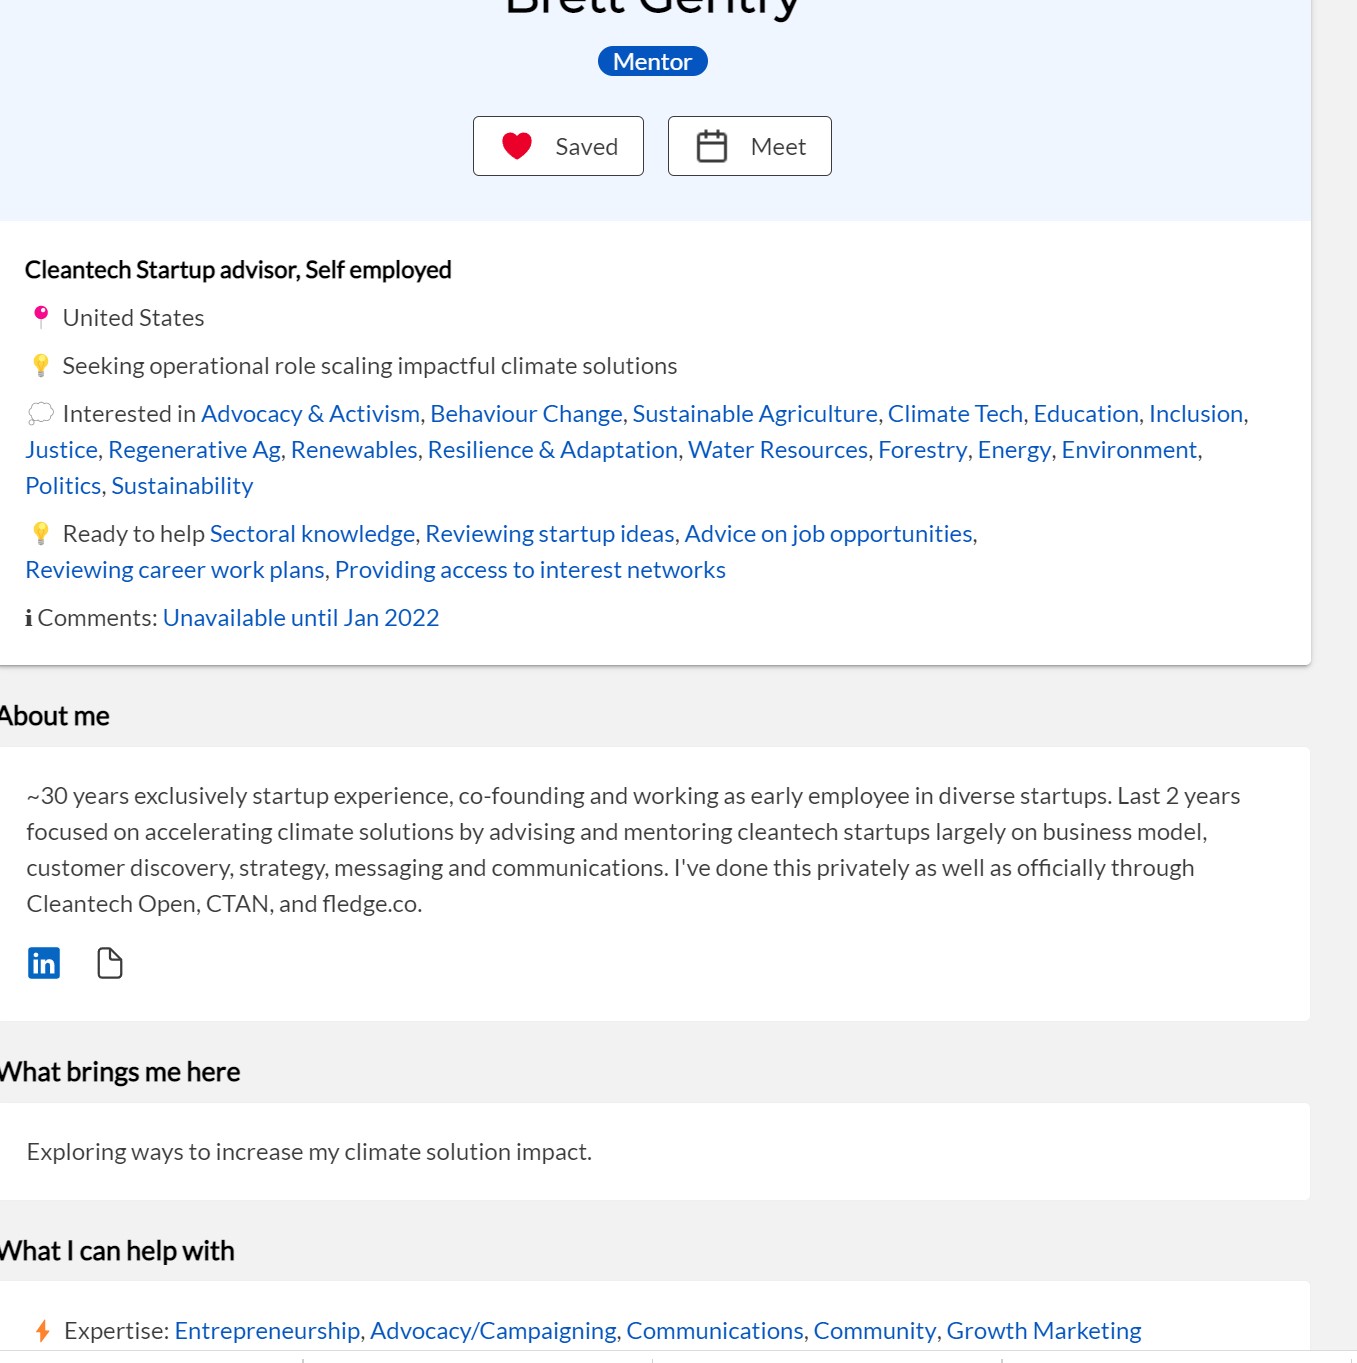 Brett Gentry
Mentor
Saved
Meet
Cleantech Startup advisor, Self employed
United States
Seeking operational role scaling impactful climate solutions
Interested in Advocacy & Activism, Behaviour Change, Sustainable Agriculture, Climate Tech, Education, Inclusion,
Justice, Regenerative Ag, Renewables, Resilience & Adaptation, Water Resources, Forestry, Energy, Environment,
Politics, Sustainability
Ready to help Sectoral knowledge, Reviewing startup ideas, Advice on job opportunities,
Reviewing career work plans, Providing access to interest networks
ℹ Comments: Unavailable until Jan 2022
About me
~30 years exclusively startup experience, co-founding and working as early employee in diverse startups. Last 2 years
focused on accelerating climate solutions by advising and mentoring cleantech startups largely on business model,
customer discovery, strategy, messaging and communications. I've done this privately as well as officially through
Cleantech Open, CTAN, and fledge.co.
in
What brings me here
Exploring ways to increase my climate solution impact.
What I can help with
Expertise: Entrepreneurship, Advocacy/Campaigning, Communications, Community, Growth Marketing